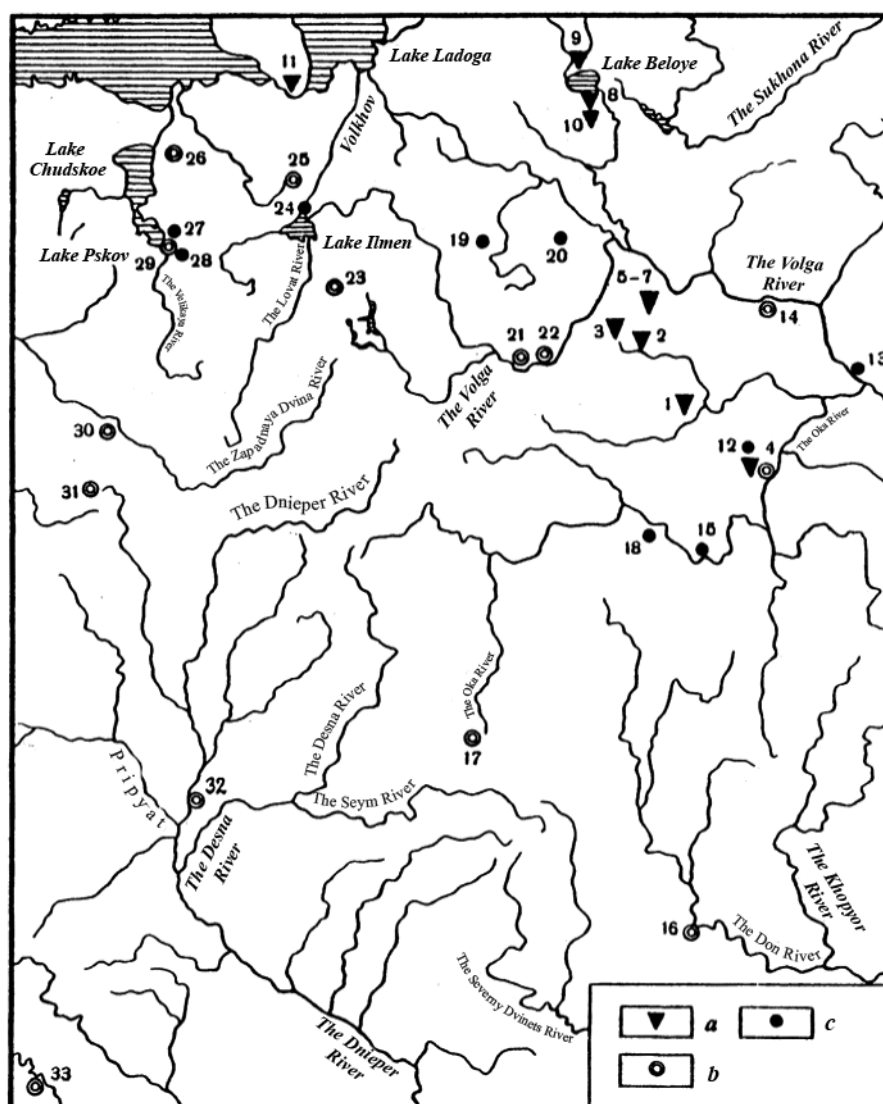 9
11
Lake Ladoga
Lake Beloye
The Sukhona River
8
10
Volkhov
Lake
Chudskoe
26
25
24
27
19
20
Lake Pskov
29
28
Lake Ilmen
The Velikaya River
The Lovat River
23
5-7
The Volga
River
14
3
2
21
22
13
1
The Volga
River
The Zapadnaya Dvina River
30
The Oka River
12
4
31
The Dnieper River
18
15
The Oka River
The Desna River
17
Pripyat
32
The Seym River
The Desna
River
The Khopyor
River
16
The Don River
The Severny Dvinets River
The Dnieper
River
33
a
c
b